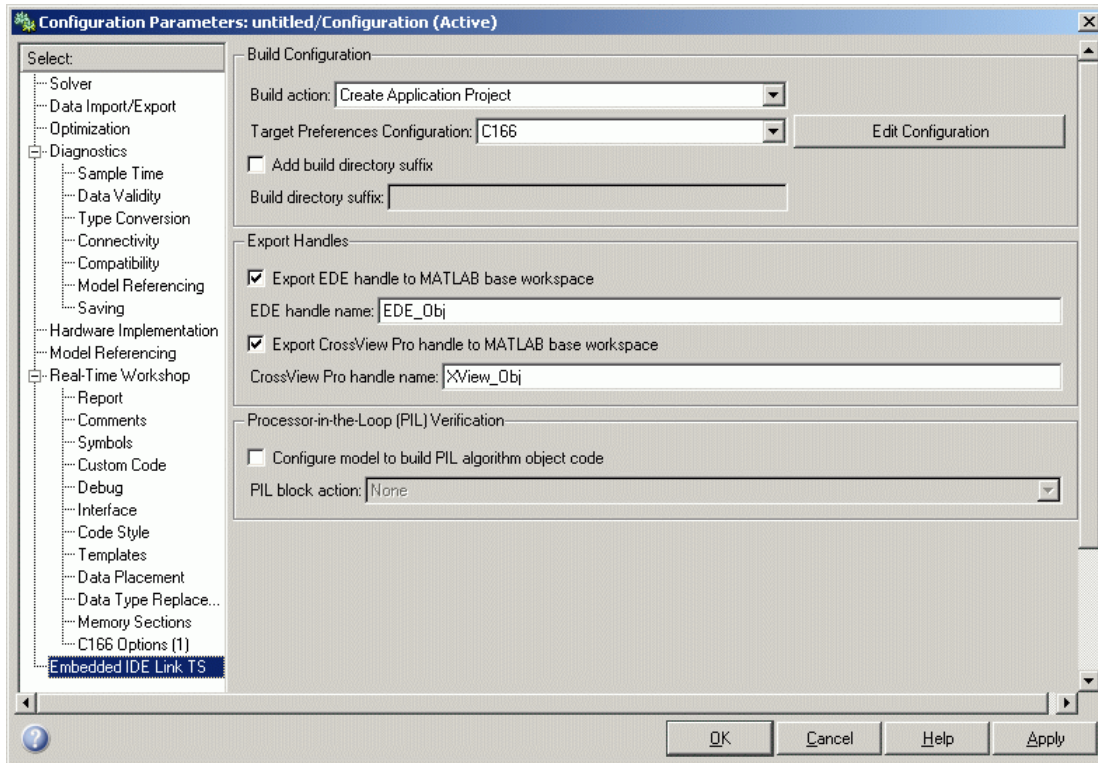 Configuration Parameters: untitled/Configuration (Active)
Select:
Solver
Data Import/Export
Optimization
Diagnostics
Sample Time
Data Validity
Type Conversion
Connectivity
Compatibility
Model Referencing
Saving
Hardware Implementation
Model Referencing
Real-Time Workshop
Report
Comments
Symbols
Custom Code
Debug
Interface
Code Style
Templates
Data Placement
Data Type Replace...
Memory Sections
C166 Options (1)
Embedded IDE Link TS
Build Configuration
Build action: Create Application Project
Target Preferences Configuration: C166 Edit Configuration
Add build directory suffix
Build directory suffix:
Export Handles
Export EDE handle to MATLAB base workspace
EDE handle name: EDE_Obj
Export CrossView Pro handle to MATLAB base workspace
CrossView Pro handle name: XView_Obj
Processor-in-the-Loop (PIL) Verification
Configure model to build PIL algorithm object code
PIL block action: None
OK Cancel Help Apply